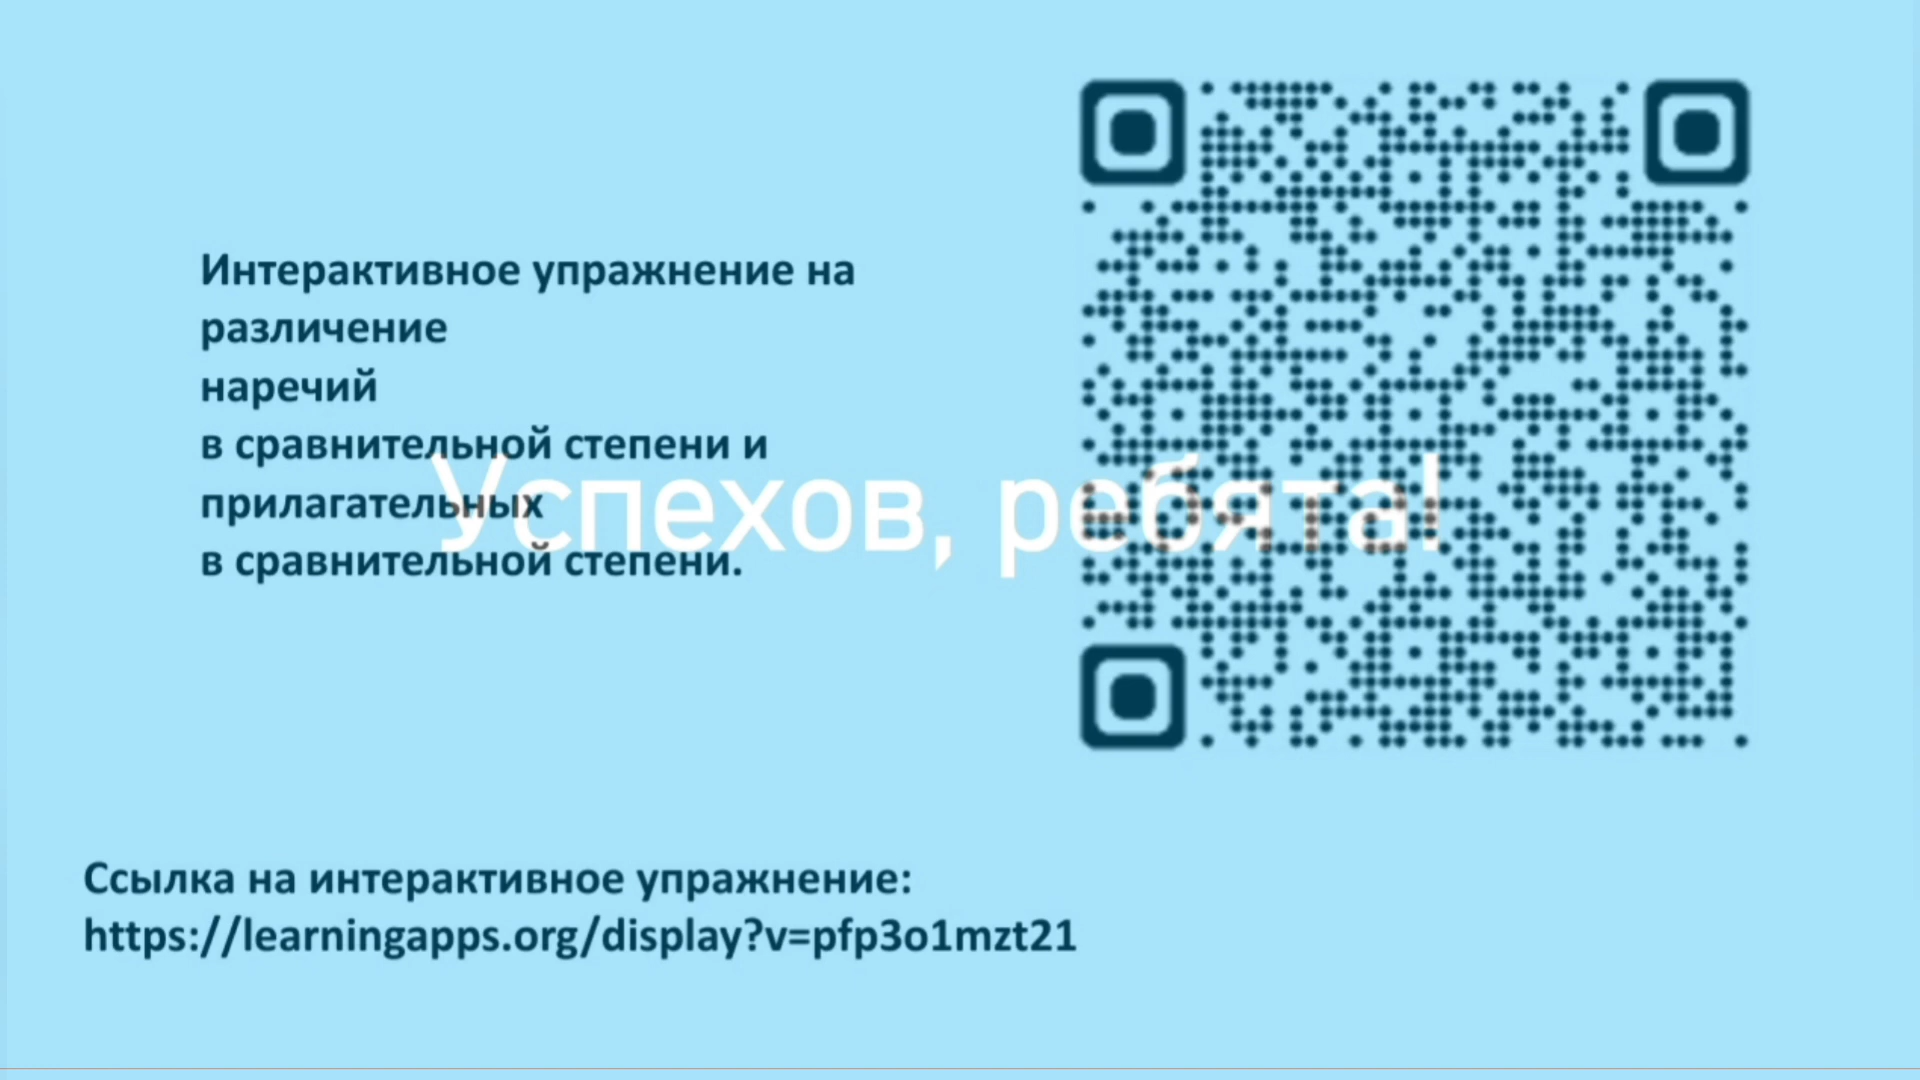 Интерактивное упражнение на
различение
наречий
в сравнительной степени и
прилагательных
в сравнительной степени.
Успехов, ребята!
Ссылка на интерактивное упражнение:
https://learningapps.org/display?v=pfp3o1mzt21